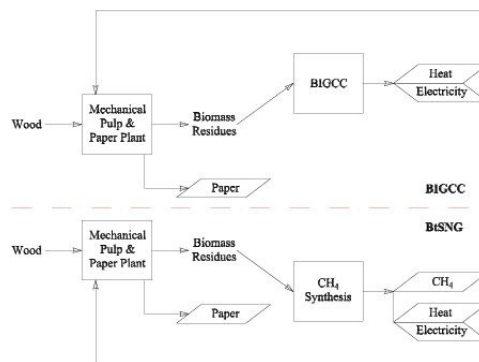 Wood
Mechanical
Pulp &
Paper Plant
Biomass
Residues
BIGCC
Heat
Electricity
Paper
BIGCC
BtSNG
Wood
Mechanical
Pulp &
Paper Plant
Biomass
Residues
CH₄
Synthesis
CH₄
Heat
Electricity
Paper